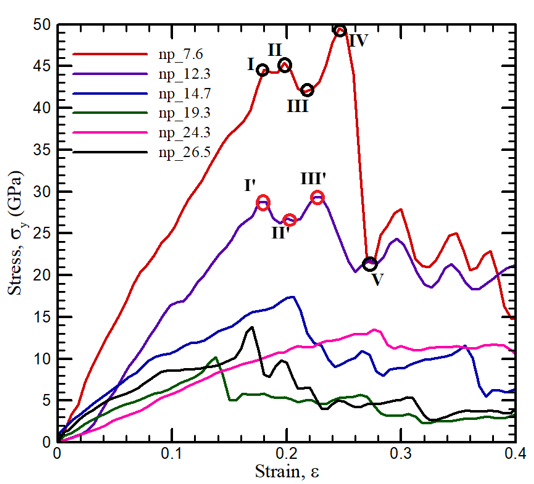 50
45
40
35
30
25
20
15
10
5
0
Stress, σy (GPa)
np_7.6
np_12.3
np_14.7
np_19.3
np_24.3
np_26.5
I
II
III
IV
I'
II'
III'
V
0
0.1
0.2
0.3
0.4
Strain, ε